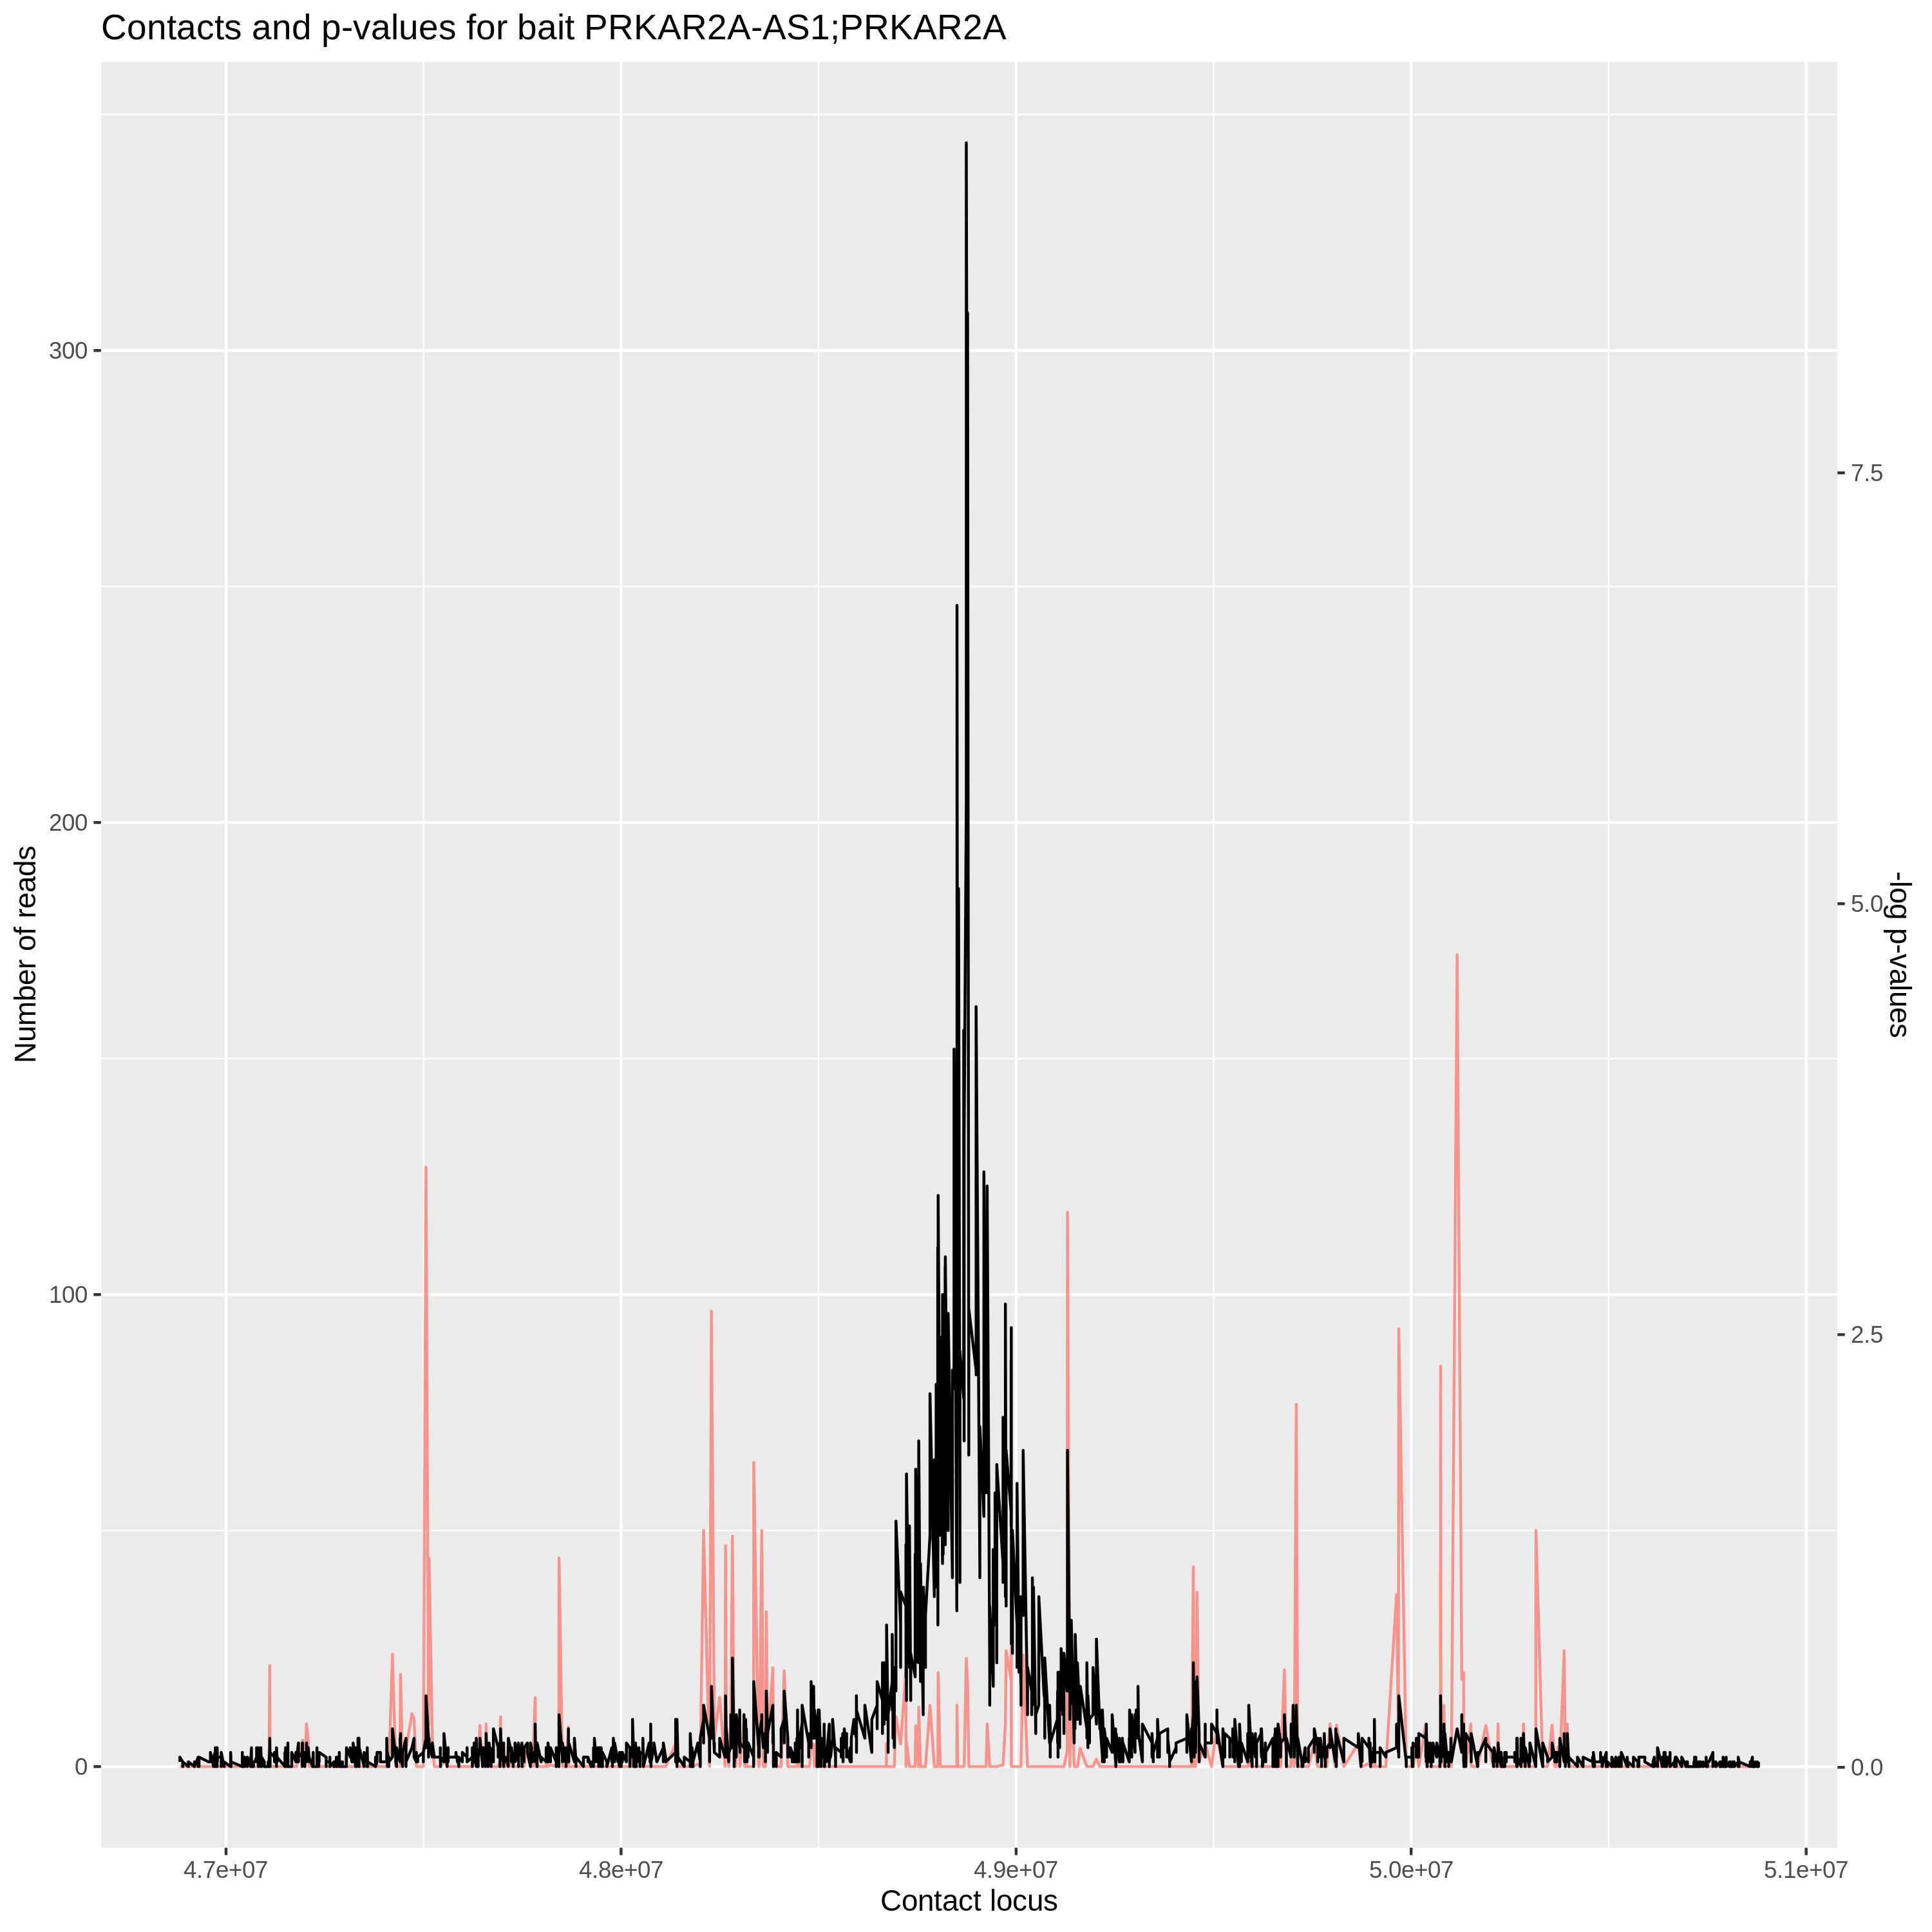 Contacts and p-values for bait PRKAR2A-AS1;PRKAR2A
Number of reads
300
200
100
0
7.5
5.0
2.5
0.0
-log p-values
4.7e+07
4.8e+07
4.9e+07
5.0e+07
5.1e+07
Contact locus